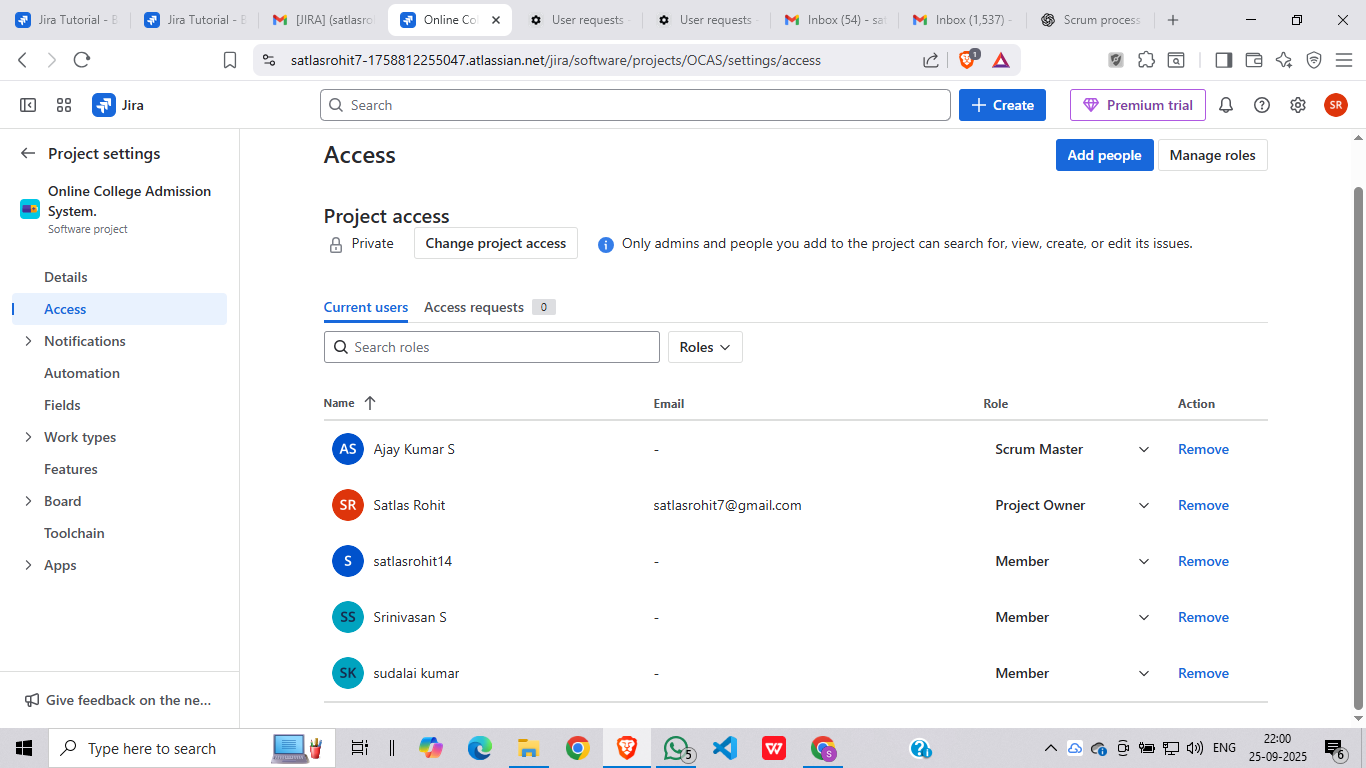 Jira Tutorial - B
Jira Tutorial - B
[JIRA] (satlasro
Online Co
User requests -
User requests -
Inbox (54) - sat
Inbox (1,537) -
Scrum process
satlasrohit7-1758812255047.atlassian.net/jira/software/projects/OCAS/settings/access
1
Jira
Search
Create
Premium trial
SR
Project settings
Online College Admission
System.
Software project
Details
Access
Notifications
Automation
Fields
Work types
Features
Board
Toolchain
Apps
Give feedback on the ne...
Access
Add people
Manage roles
Project access
Private
Change project access
Only admins and people you add to the project can search for, view, create, or edit its issues.
Current users
Access requests 0
Search roles
Roles
Name Email Role Action
AS Ajay Kumar S - Scrum Master Remove
SR Satlas Rohit satlasrohit7@gmail.com Project Owner Remove
S satlasrohit14 - Member Remove
SS Srinivasan S - Member Remove
SK sudalai kumar - Member Remove
Type here to search
5
S
ENG
22:00
25-09-2025
6